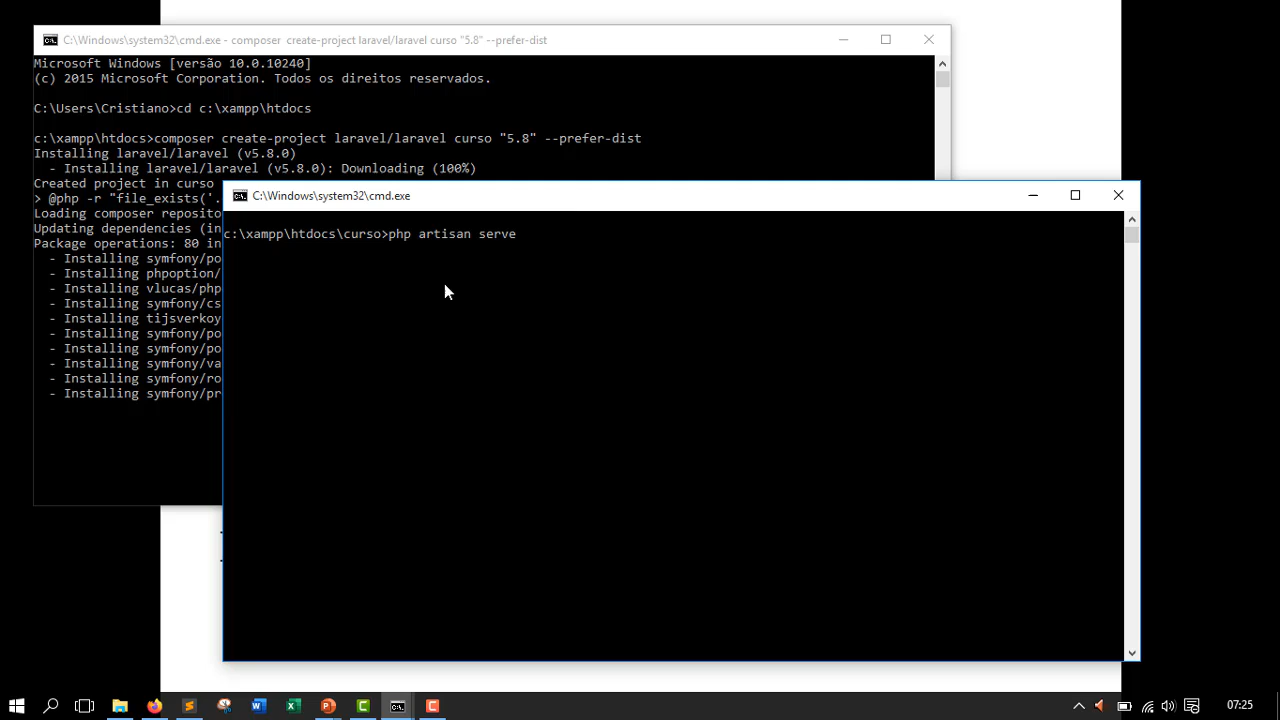 C:\Windows\system32\cmd.exe - composer  create-project laravel/laravel curso "5.8" --prefer-dist
Microsoft Windows [versão 10.0.10240]
(c) 2015 Microsoft Corporation. Todos os direitos reservados.
C:\Users\Cristiano>cd c:\xampp\htdocs
c:\xampp\htdocs>composer create-project laravel/laravel curso "5.8" --prefer-dist
Installing laravel/laravel (v5.8.0)
- Installing laravel/laravel (v5.8.0): Downloading (100%)
Created project in curso
> @php -r "file_exists('.
Loading composer reposito
Updating dependencies (in
Package operations: 80 in
- Installing symfony/po
- Installing phpoption/
- Installing vlucas/php
- Installing symfony/cs
- Installing tijsverkoy
- Installing symfony/po
- Installing symfony/po
- Installing symfony/va
- Installing symfony/ro
- Installing symfony/pr
C:\Windows\system32\cmd.exe
c:\xampp\htdocs\curso>php artisan serve
07:25